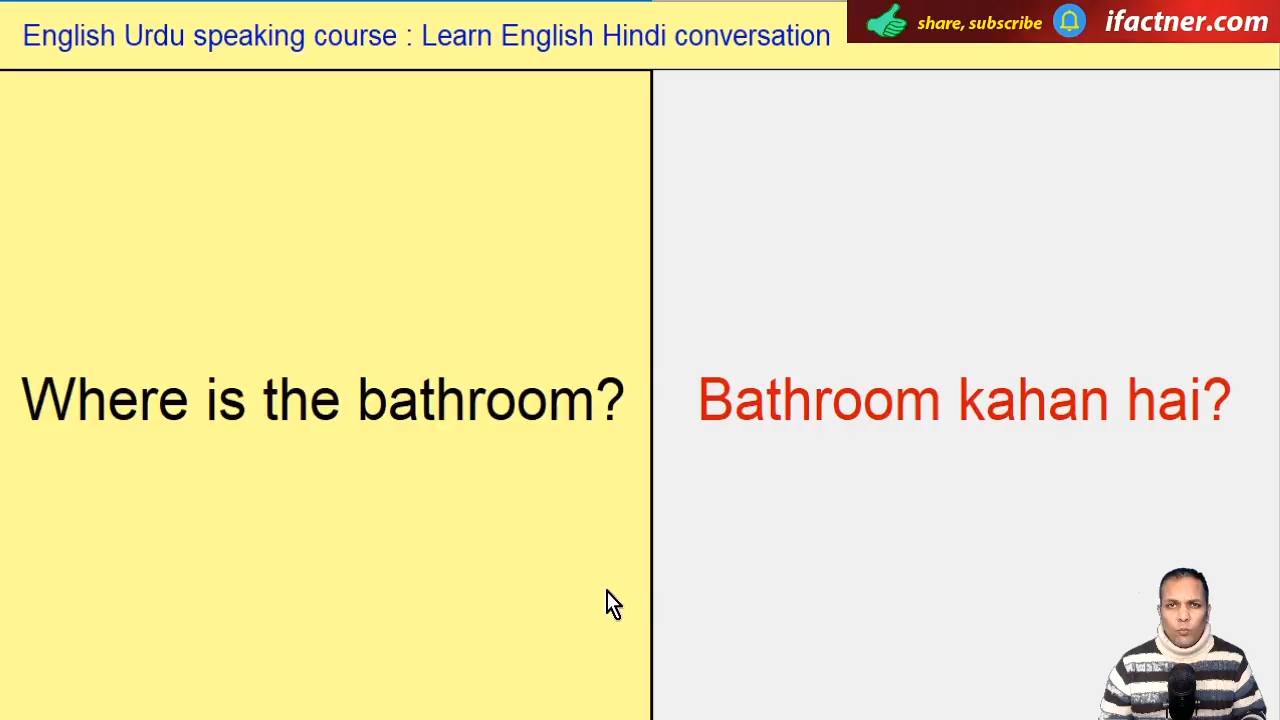 English Urdu speaking course : Learn English Hindi conversation
share, subscribe
ifactner.com
Where is the bathroom?
Bathroom kahan hai?